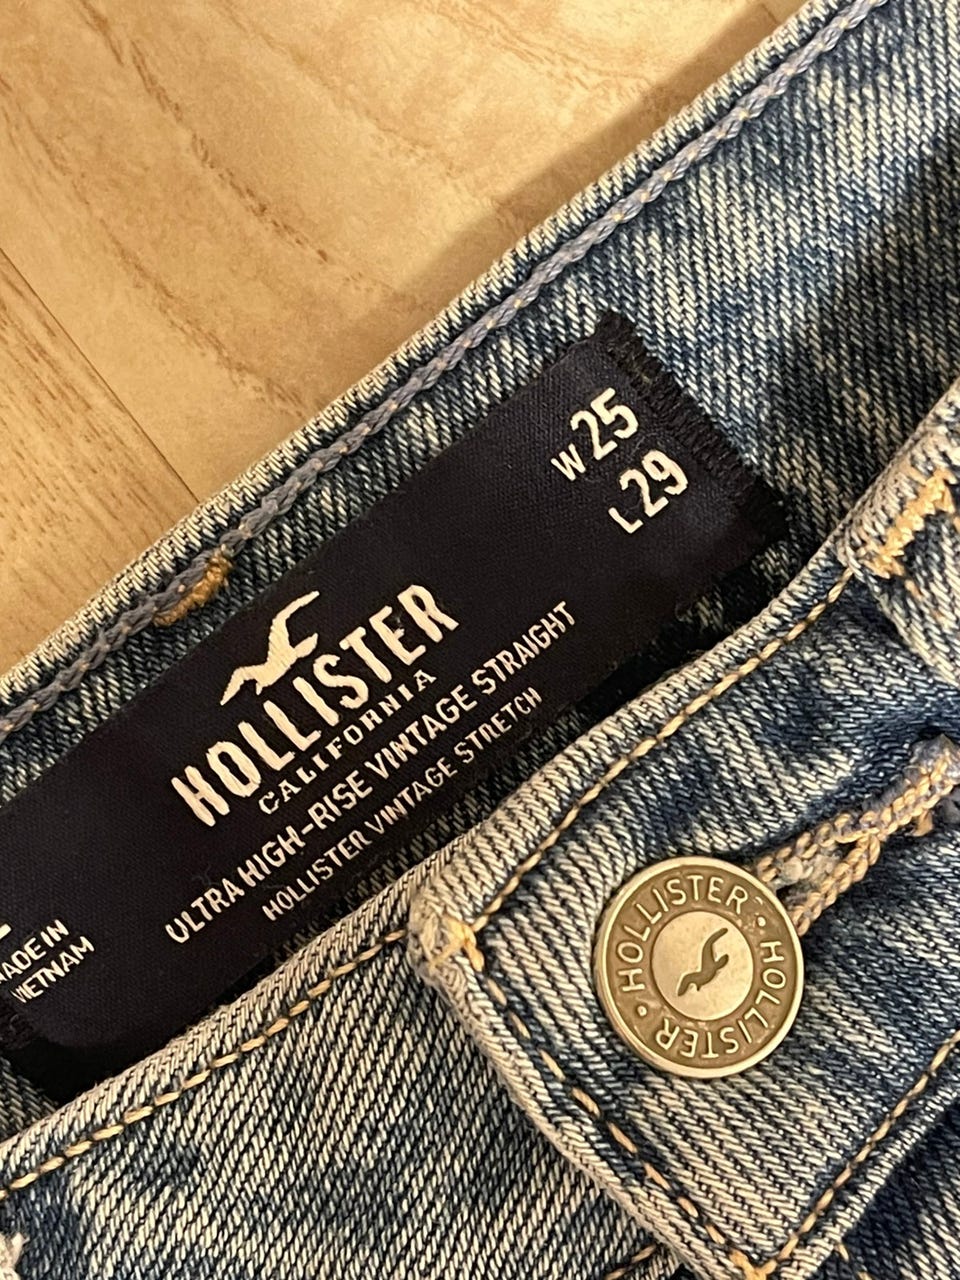 W 25
L 29
HOLLISTER
CALIFORNIA
ULTRA HIGH-RISE VINTAGE STRAIGHT
HOLLISTER VINTAGE STRETCH
MADE IN
VIETNAM
HOLLISTER · HOLLISTER ·